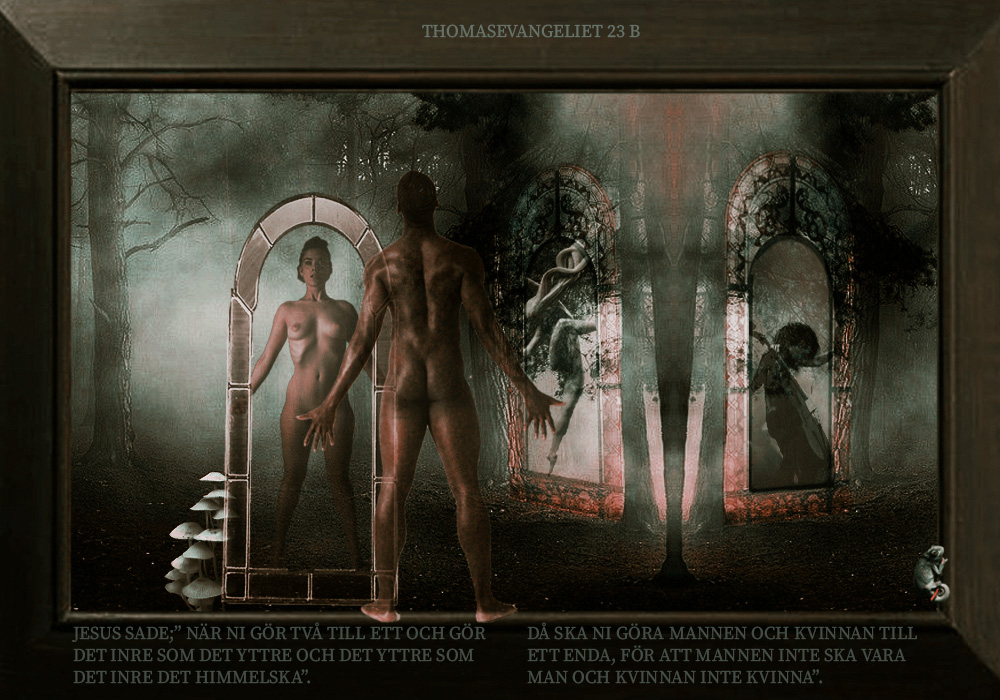 THOMASEVANGELIET 23 B
JESUS SADE;” NÄR NI GÖR TVÅ TILL ETT OCH GÖR
DET INRE SOM DET YTTRE OCH DET YTTRE SOM
DET INRE DET HIMMELSKA”.
DÅ SKA NI GÖRA MANNEN OCH KVINNAN TILL
ETT ENDA, FÖR ATT MANNEN INTE SKA VARA
MAN OCH KVINNAN INTE KVINNA”.